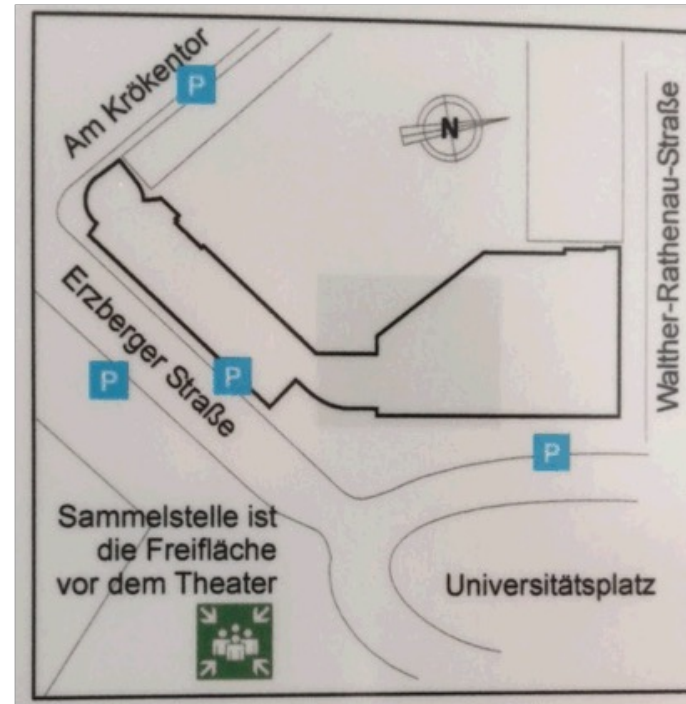 Am Krökentor
P
N
Walther-Rathenau-Straße
Erzberger Straße
P
P
P
Sammelstelle ist
die Freifläche
vor dem Theater
Universitätsplatz